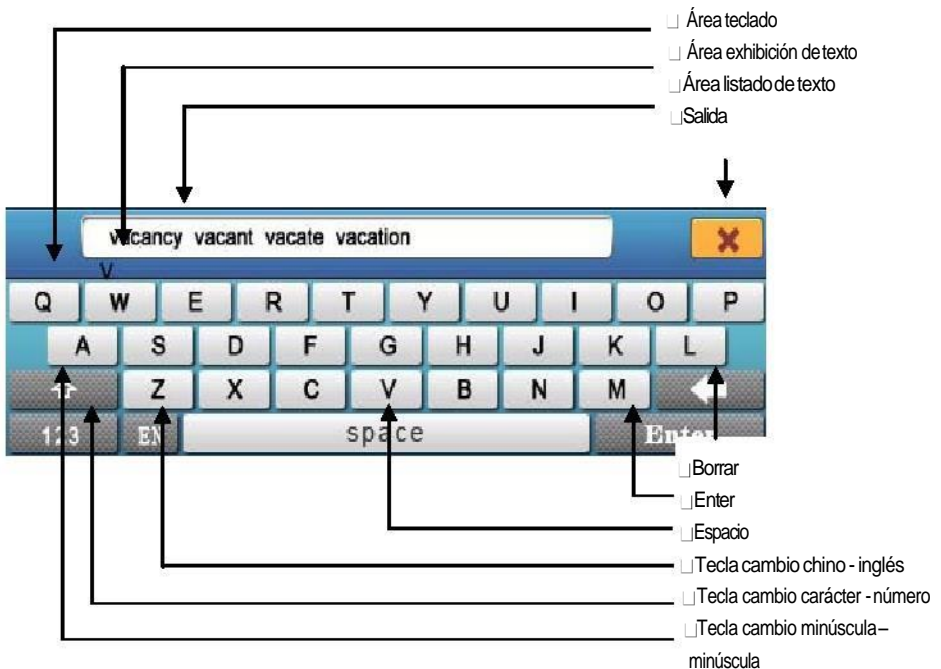 Área teclado
Área exhibición de texto
Área listado de texto
Salida
vacancy vacant vacate vacation
V
Q W E R T Y U I O P
A S D F G H J K L
Z X C V B N M
123 EN space Enter
Borrar
Enter
Espacio
Tecla cambio chino - inglés
Tecla cambio carácter - número
Tecla cambio minúscula –
minúscula